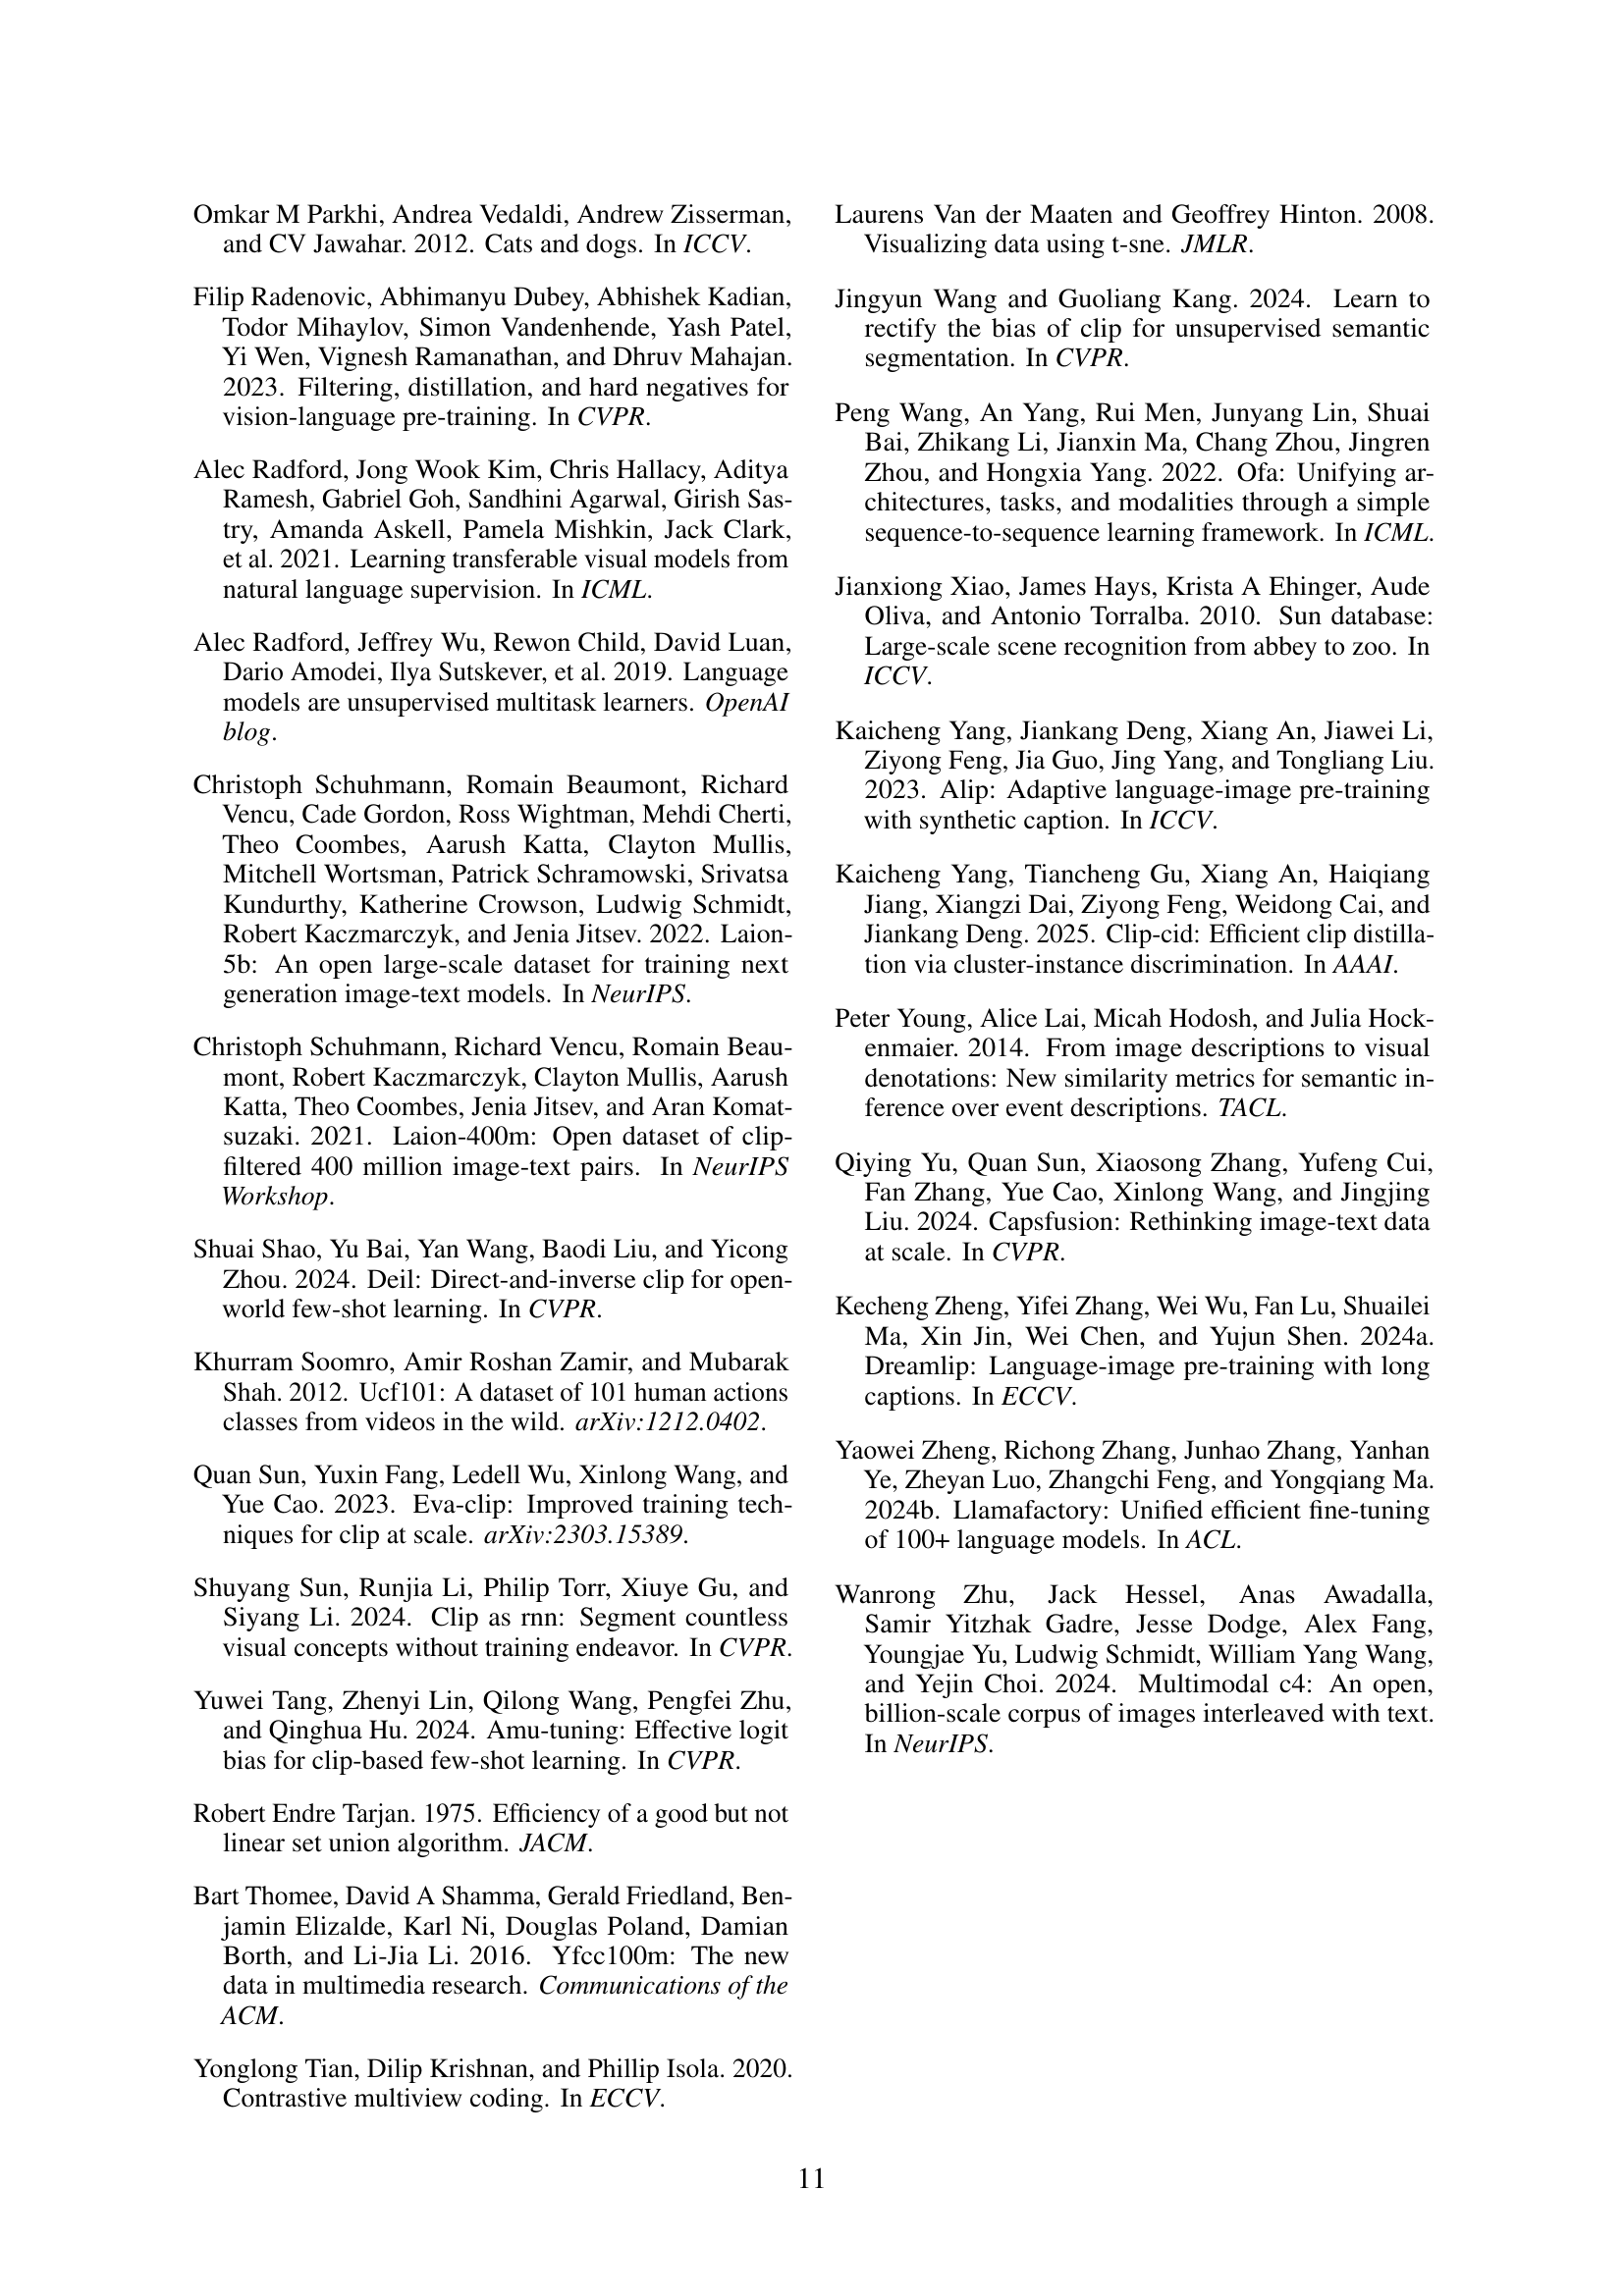 Omkar M Parkhi, Andrea Vedaldi, Andrew Zisserman,
and CV Jawahar. 2012. Cats and dogs. In ICCV.
Filip Radenovic, Abhimanyu Dubey, Abhishek Kadian,
Todor Mihaylov, Simon Vandenhende, Yash Patel,
Yi Wen, Vignesh Ramanathan, and Dhruv Mahajan.
2023. Filtering, distillation, and hard negatives for
vision-language pre-training. In CVPR.
Alec Radford, Jong Wook Kim, Chris Hallacy, Aditya
Ramesh, Gabriel Goh, Sandhini Agarwal, Girish Sas-
try, Amanda Askell, Pamela Mishkin, Jack Clark,
et al. 2021. Learning transferable visual models from
natural language supervision. In ICML.
Alec Radford, Jeffrey Wu, Rewon Child, David Luan,
Dario Amodei, Ilya Sutskever, et al. 2019. Language
models are unsupervised multitask learners. OpenAI
blog.
Christoph Schuhmann, Romain Beaumont, Richard
Vencu, Cade Gordon, Ross Wightman, Mehdi Cherti,
Theo Coombes, Aarush Katta, Clayton Mullis,
Mitchell Wortsman, Patrick Schramowski, Srivatsa
Kundurthy, Katherine Crowson, Ludwig Schmidt,
Robert Kaczmarczyk, and Jenia Jitsev. 2022. Laion-
5b: An open large-scale dataset for training next
generation image-text models. In NeurIPS.
Christoph Schuhmann, Richard Vencu, Romain Beau-
mont, Robert Kaczmarczyk, Clayton Mullis, Aarush
Katta, Theo Coombes, Jenia Jitsev, and Aran Komat-
suzaki. 2021. Laion-400m: Open dataset of clip-
filtered 400 million image-text pairs. In NeurIPS
Workshop.
Shuai Shao, Yu Bai, Yan Wang, Baodi Liu, and Yicong
Zhou. 2024. Deil: Direct-and-inverse clip for open-
world few-shot learning. In CVPR.
Khurram Soomro, Amir Roshan Zamir, and Mubarak
Shah. 2012. Ucf101: A dataset of 101 human actions
classes from videos in the wild. arXiv:1212.0402.
Quan Sun, Yuxin Fang, Ledell Wu, Xinlong Wang, and
Yue Cao. 2023. Eva-clip: Improved training tech-
niques for clip at scale. arXiv:2303.15389.
Shuyang Sun, Runjia Li, Philip Torr, Xiuye Gu, and
Siyang Li. 2024. Clip as rnn: Segment countless
visual concepts without training endeavor. In CVPR.
Yuwei Tang, Zhenyi Lin, Qilong Wang, Pengfei Zhu,
and Qinghua Hu. 2024. Amu-tuning: Effective logit
bias for clip-based few-shot learning. In CVPR.
Robert Endre Tarjan. 1975. Efficiency of a good but not
linear set union algorithm. JACM.
Bart Thomee, David A Shamma, Gerald Friedland, Ben-
jamin Elizalde, Karl Ni, Douglas Poland, Damian
Borth, and Li-Jia Li. 2016. Yfcc100m: The new
data in multimedia research. Communications of the
ACM.
Yonglong Tian, Dilip Krishnan, and Phillip Isola. 2020.
Contrastive multiview coding. In ECCV.
Laurens Van der Maaten and Geoffrey Hinton. 2008.
Visualizing data using t-sne. JMLR.
Jingyun Wang and Guoliang Kang. 2024. Learn to
rectify the bias of clip for unsupervised semantic
segmentation. In CVPR.
Peng Wang, An Yang, Rui Men, Junyang Lin, Shuai
Bai, Zhikang Li, Jianxin Ma, Chang Zhou, Jingren
Zhou, and Hongxia Yang. 2022. Ofa: Unifying ar-
chitectures, tasks, and modalities through a simple
sequence-to-sequence learning framework. In ICML.
Jianxiong Xiao, James Hays, Krista A Ehinger, Aude
Oliva, and Antonio Torralba. 2010. Sun database:
Large-scale scene recognition from abbey to zoo. In
ICCV.
Kaicheng Yang, Jiankang Deng, Xiang An, Jiawei Li,
Ziyong Feng, Jia Guo, Jing Yang, and Tongliang Liu.
2023. Alip: Adaptive language-image pre-training
with synthetic caption. In ICCV.
Kaicheng Yang, Tiancheng Gu, Xiang An, Haiqiang
Jiang, Xiangzi Dai, Ziyong Feng, Weidong Cai, and
Jiankang Deng. 2025. Clip-cid: Efficient clip distilla-
tion via cluster-instance discrimination. In AAAI.
Peter Young, Alice Lai, Micah Hodosh, and Julia Hock-
enmaier. 2014. From image descriptions to visual
denotations: New similarity metrics for semantic in-
ference over event descriptions. TACL.
Qiying Yu, Quan Sun, Xiaosong Zhang, Yufeng Cui,
Fan Zhang, Yue Cao, Xinlong Wang, and Jingjing
Liu. 2024. Capsfusion: Rethinking image-text data
at scale. In CVPR.
Kecheng Zheng, Yifei Zhang, Wei Wu, Fan Lu, Shuailei
Ma, Xin Jin, Wei Chen, and Yujun Shen. 2024a.
Dreamlip: Language-image pre-training with long
captions. In ECCV.
Yaowei Zheng, Richong Zhang, Junhao Zhang, Yanhan
Ye, Zheyan Luo, Zhangchi Feng, and Yongqiang Ma.
2024b. Llamafactory: Unified efficient fine-tuning
of 100+ language models. In ACL.
Wanrong Zhu, Jack Hessel, Anas Awadalla,
Samir Yitzhak Gadre, Jesse Dodge, Alex Fang,
Youngjae Yu, Ludwig Schmidt, William Yang Wang,
and Yejin Choi. 2024. Multimodal c4: An open,
billion-scale corpus of images interleaved with text.
In NeurIPS.
11